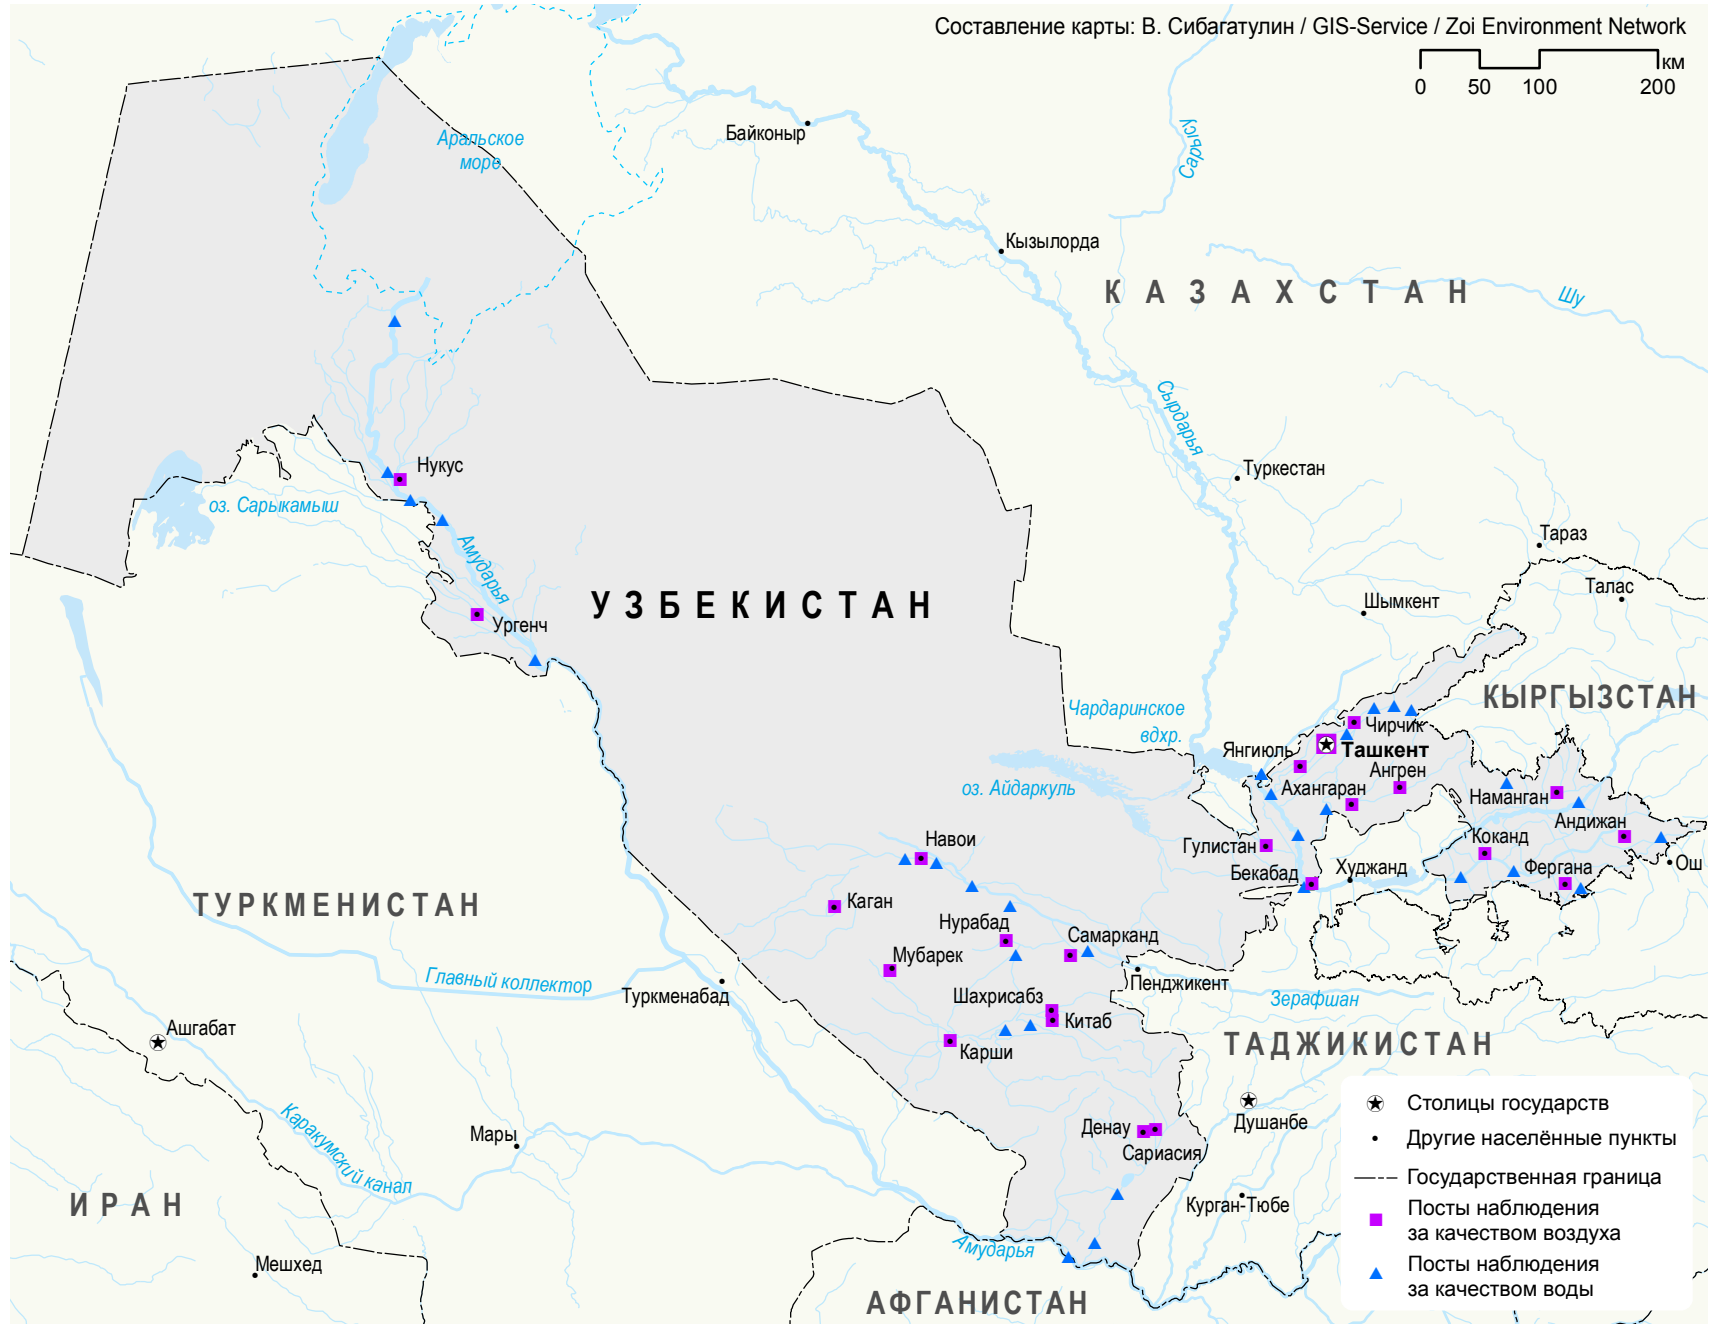 Составление карты: В. Сибагатулин / GIS-Service / Zoi Environment Network
км
0 50 100 200
Аральское
море
Байконыр
Сарысу
Кызылорда
КАЗАХСТАН
Шу
Сырдарья
Туркестан
Нукус
оз. Сарыкамыш
Амударья
Тараз
Талас
Шымкент
УЗБЕКИСТАН
Ургенч
КЫРГЫЗСТАН
Чардаринское
вдхр.
Чирчик
Янгиюль
Ташкент
Ангрен
оз. Айдаркуль
Ахангаран
Наманган
Андижан
Навои
Гулистан
Коканд
Ош
Бекабад
Худжанд
Фергана
ТУРКМЕНИСТАН
Каган
Нурабад
Самарканд
Мубарек
Главный коллектор
Туркменабад
Пенджикент
Зерафшан
Шахрисабз
Китаб
Ашгабат
Карши
ТАДЖИКИСТАН
Каракумский канал
Мары
Денау
Сариасия
Душанбе
ИРАН
Курган-Тюбе
Мешхед
Амударья
АФГАНИСТАН
Столицы государств
Другие населённые пункты
Государственная граница
Посты наблюдения
за качеством воздуха
Посты наблюдения
за качеством воды